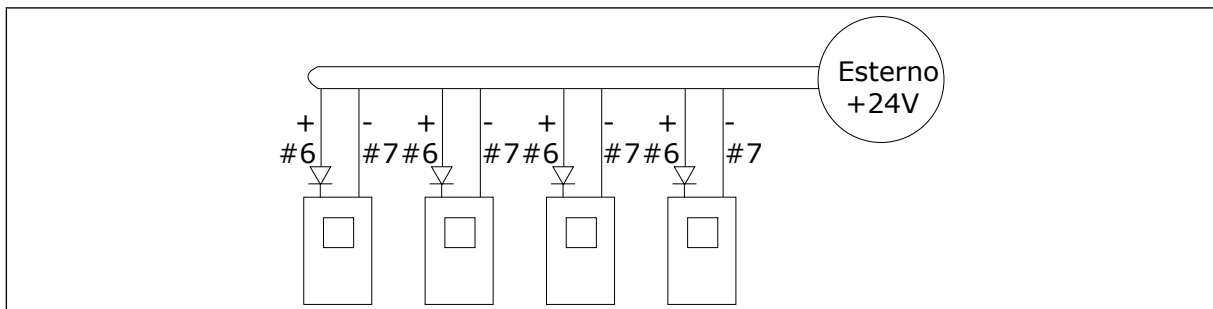 Esterno
+24V
+ - + - + - + -
#6 #7 #6 #7 #6 #7 #6 #7